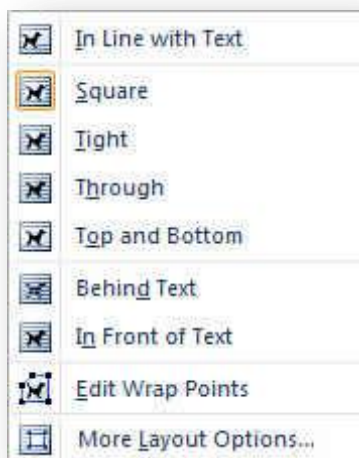 In Line with Text
Square
Tight
Through
Top and Bottom
Behind Text
In Front of Text
Edit Wrap Points
More Layout Options...